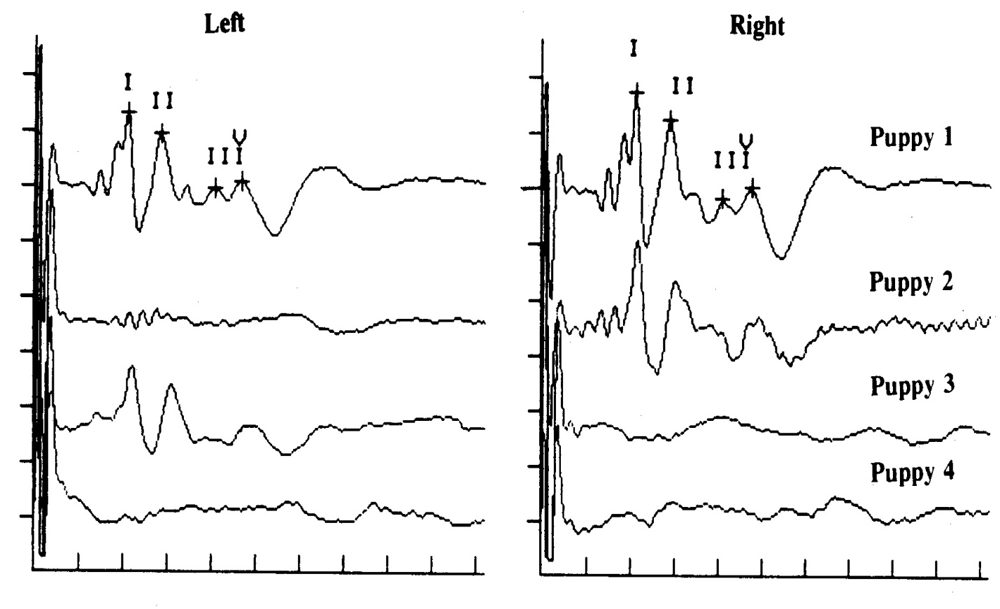 Left
Right
I
II
V
III
I
II
V
III
Puppy 1
Puppy 2
Puppy 3
Puppy 4